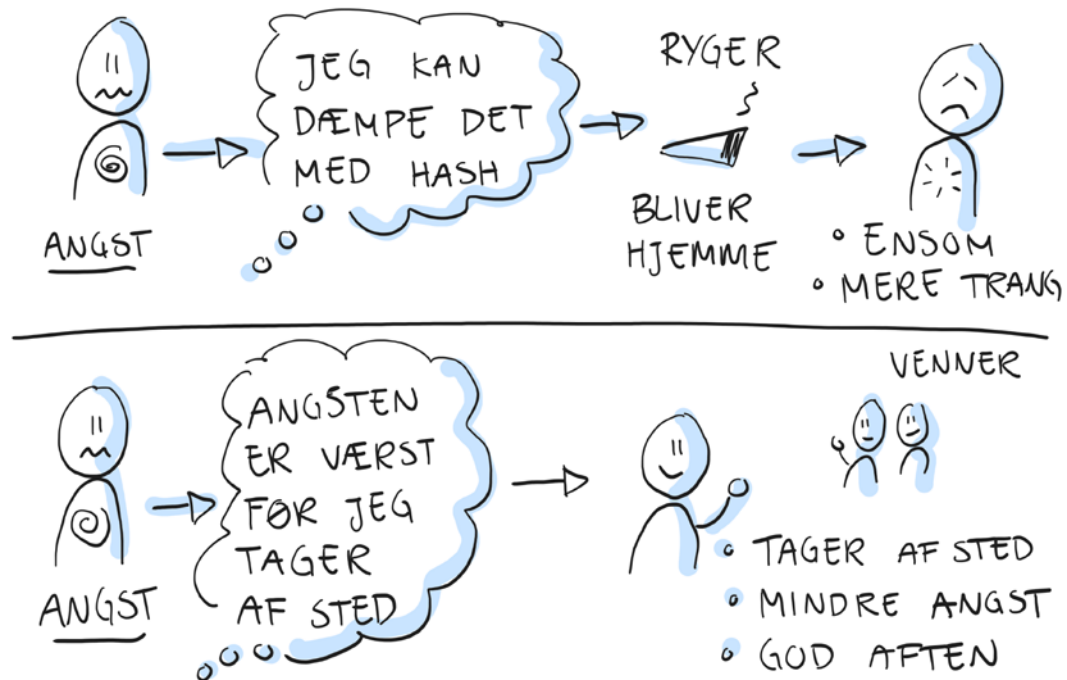 ANGST
JEG KAN
DÆMPE DET
MED HASH
RYGER
BLIVER
HJEMME
• ENSOM
• MERE TRANG
ANGST
ANGSTEN
ER VÆRST
FØR JEG
TAGER
AF STED
VENNER
• TAGER AF STED
• MINDRE ANGST
• GOD AFTEN